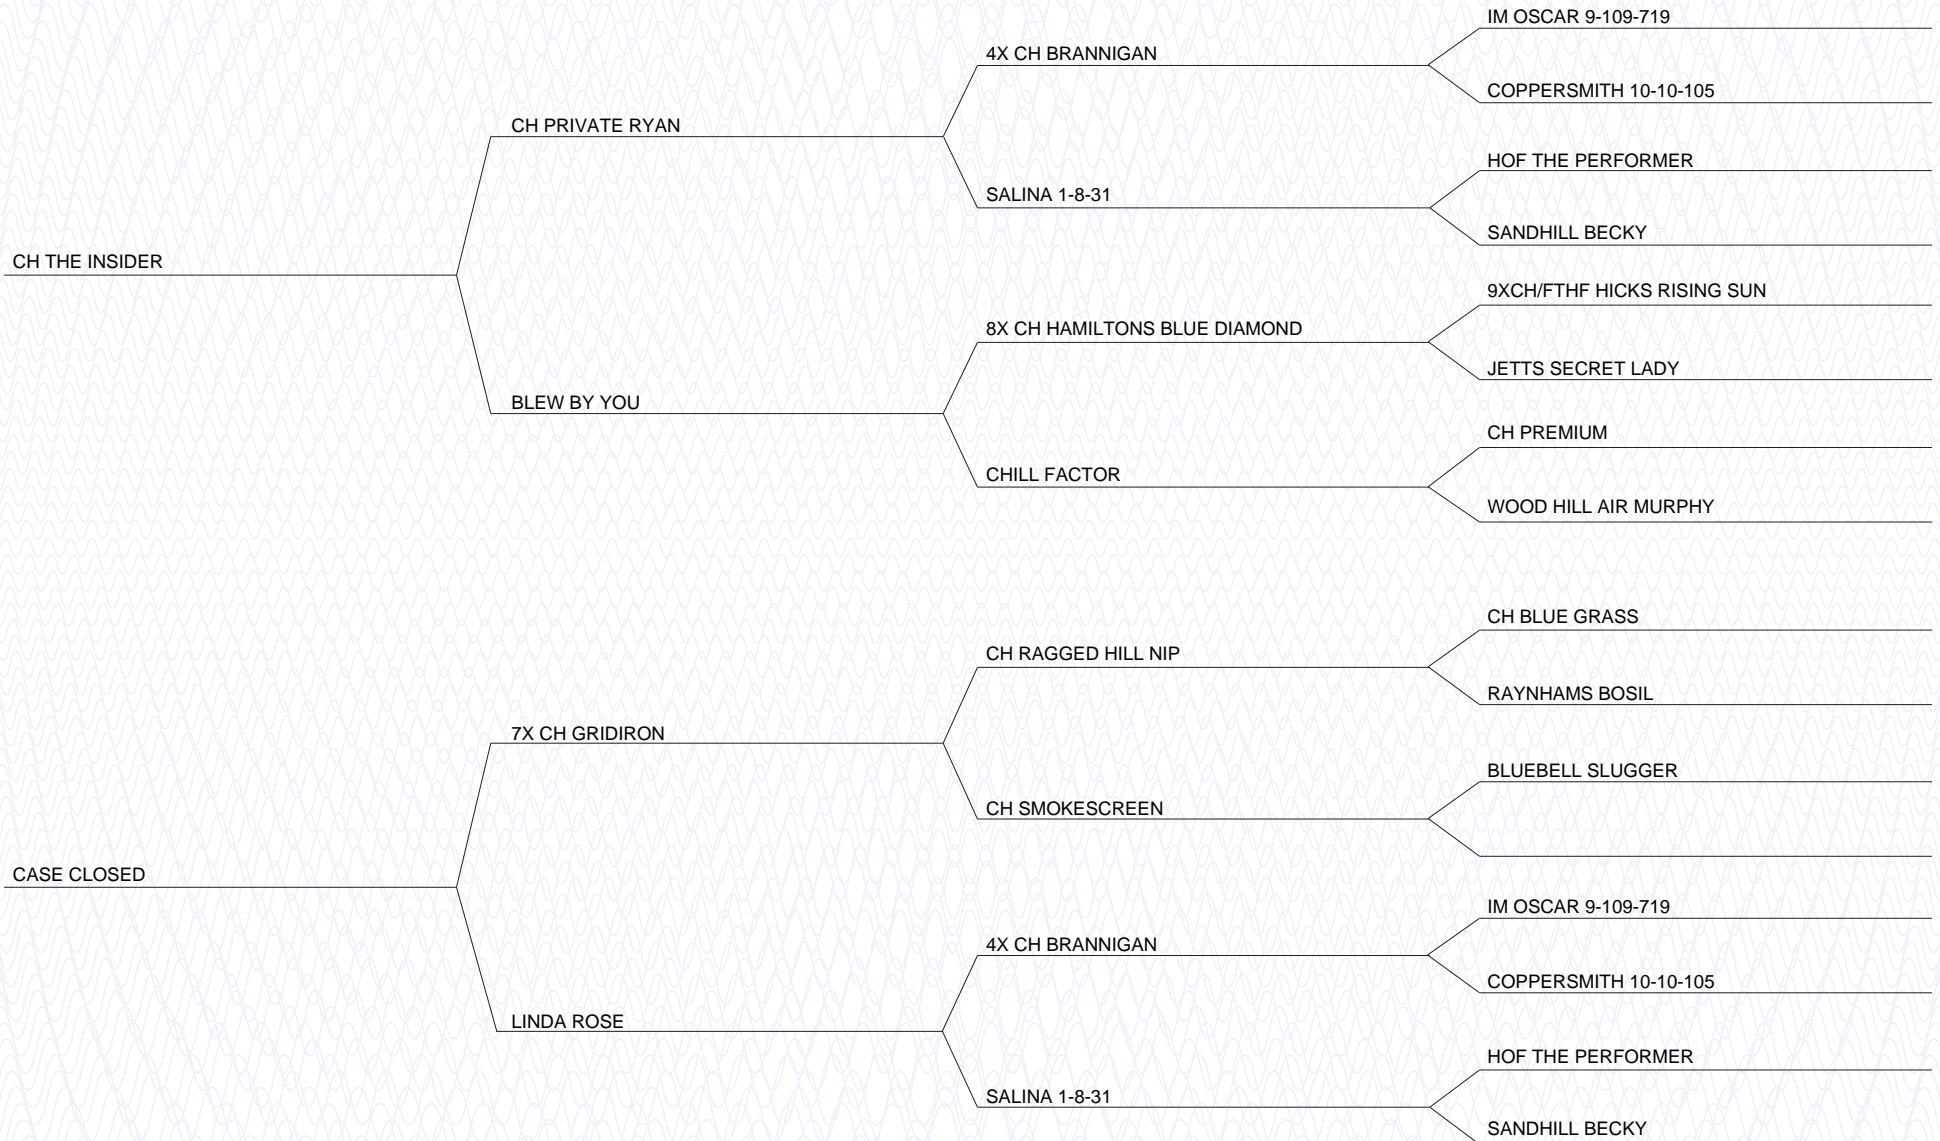 IM OSCAR 9-109-719
4X CH BRANNIGAN
COPPERSMITH 10-10-105
CH PRIVATE RYAN
HOF THE PERFORMER
SALINA 1-8-31
SANDHILL BECKY
CH THE INSIDER
9XCH/FTHF HICKS RISING SUN
8X CH HAMILTONS BLUE DIAMOND
JETTS SECRET LADY
BLEW BY YOU
CH PREMIUM
CHILL FACTOR
WOOD HILL AIR MURPHY
CH BLUE GRASS
CH RAGGED HILL NIP
RAYNHAMS BOSIL
7X CH GRIDIRON
BLUEBELL SLUGGER
CH SMOKESCREEN
CASE CLOSED
IM OSCAR 9-109-719
4X CH BRANNIGAN
COPPERSMITH 10-10-105
LINDA ROSE
HOF THE PERFORMER
SALINA 1-8-31
SANDHILL BECKY